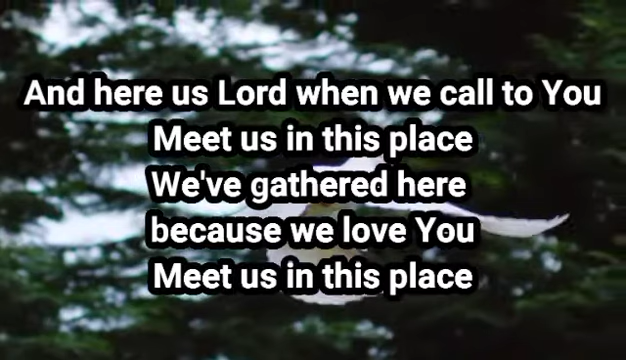 And here us Lord when we call to You
Meet us in this place
We've gathered here
because we love You
Meet us in this place